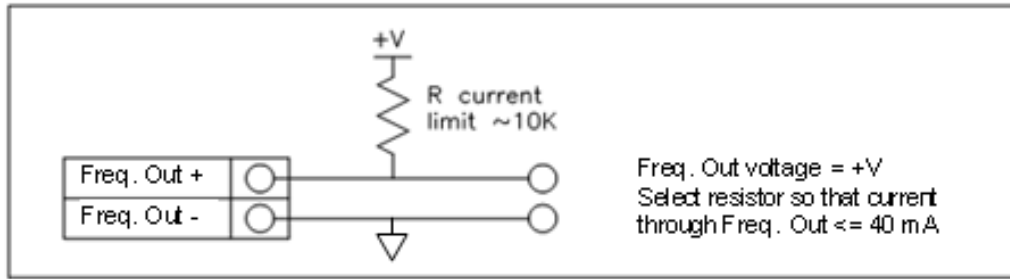 +V
R current
limit ~10K
Freq. Out +
Freq. Out -
Freq. Out voltage = +V
Select resistor so that current
through Freq. Out <= 40 mA